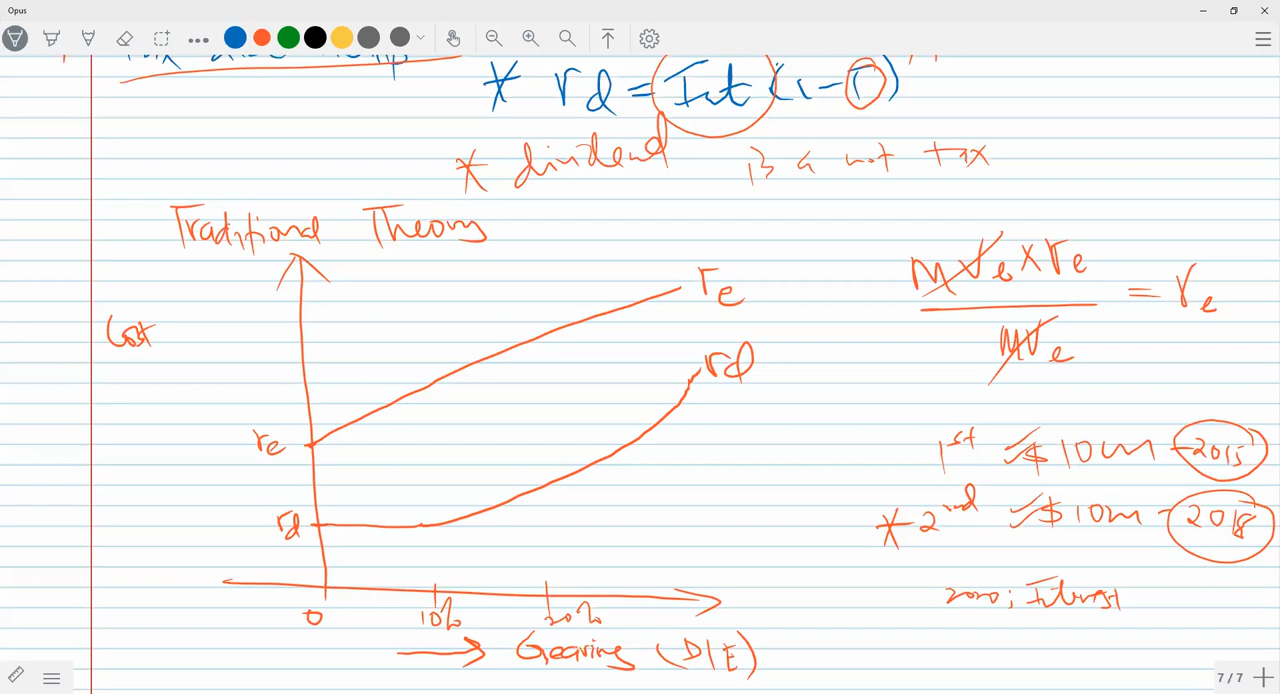 Opus
* rd = Int (1-T)
* dividend is a not tax
Traditional Theory
re
MVe x re
= re
MVe
Cost
rd
re
1st $10m - 2015
rd
* 2nd $10m - 2018
2020; Interest
0
10%
20%
Gearing (D/E)
7 / 7